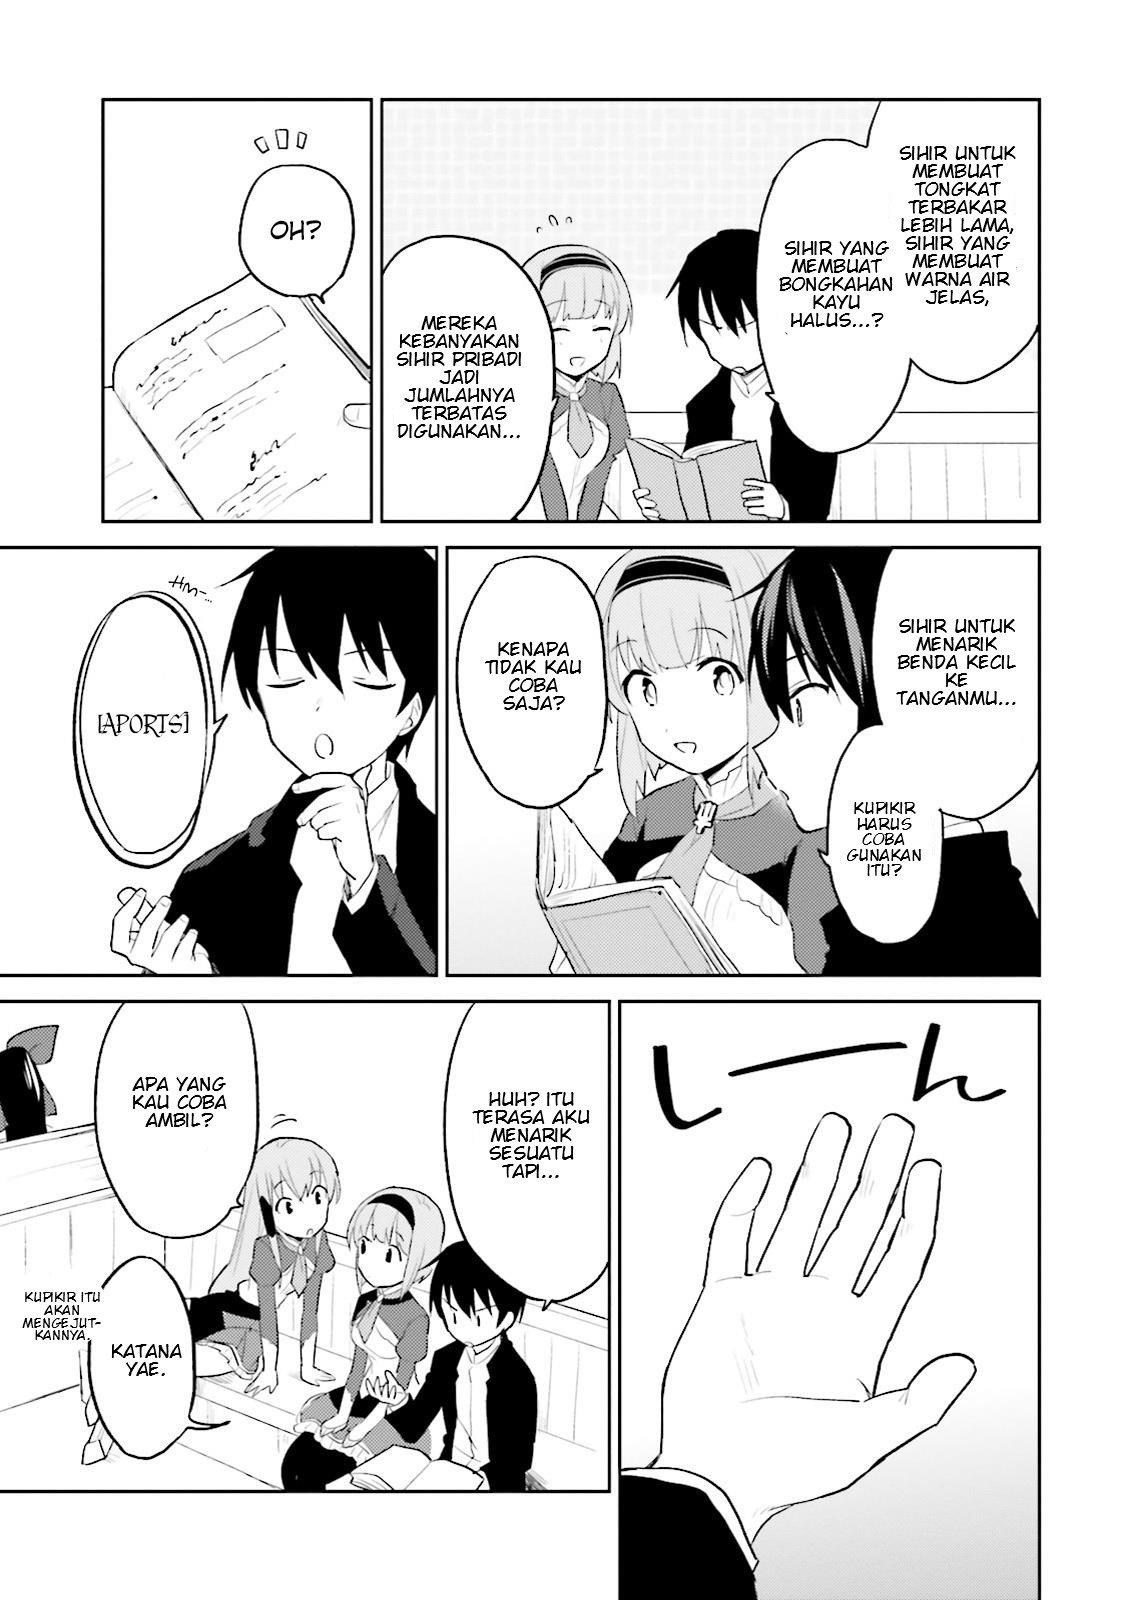 SIHIR UNTUK
MEMBUAT
TONGKAT
TERBAKAR
LEBIH LAMA,
SIHIR YANG
MEMBUAT
WARNA AIR
JELAS,
SIHIR YANG
MEMBUAT
BONGKAHAN
KAYU
HALUS...?
MEREKA
KEBANYAKAN
SIHIR PRIBADI
JADI
JUMLAHNYA
TERBATAS
DIGUNAKAN...
OH?
SIHIR UNTUK
MENARIK
BENDA KECIL
KE
TANGANMU...
KUPIKIR
HARUS
COBA
GUNAKAN
ITU?
KENAPA
TIDAK KAU
COBA
SAJA?
HM-...
[APORTS]
しーん
HUH? ITU
TERASA AKU
MENARIK
SESUATU
TAPI...
APA YANG
KAU COBA
AMBIL?
KATANA
YAE.
KUPIKIR ITU
AKAN
MENGEJUT-
KANNYA.